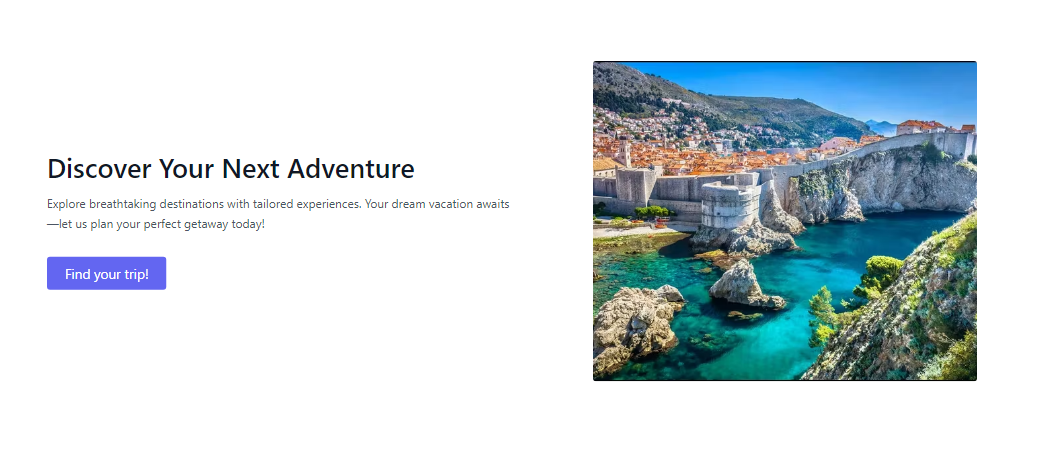 Discover Your Next Adventure
Explore breathtaking destinations with tailored experiences. Your dream vacation awaits
—let us plan your perfect getaway today!
Find your trip!